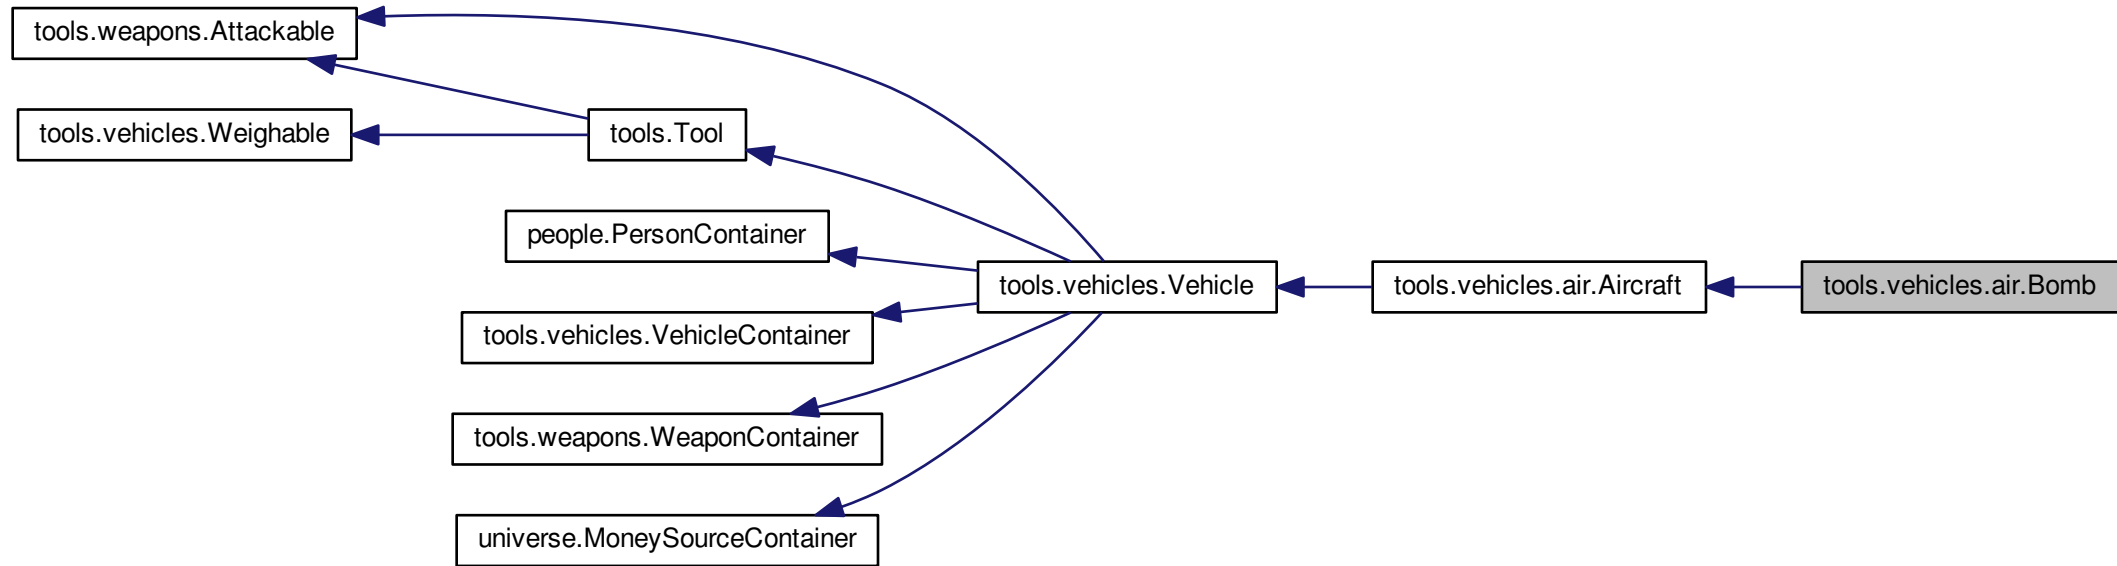 tools.weapons.Attackable
tools.vehicles.Weighable
tools.Tool
people.PersonContainer
tools.vehicles.Vehicle
tools.vehicles.air.Aircraft
tools.vehicles.air.Bomb
tools.vehicles.VehicleContainer
tools.weapons.WeaponContainer
universe.MoneySourceContainer